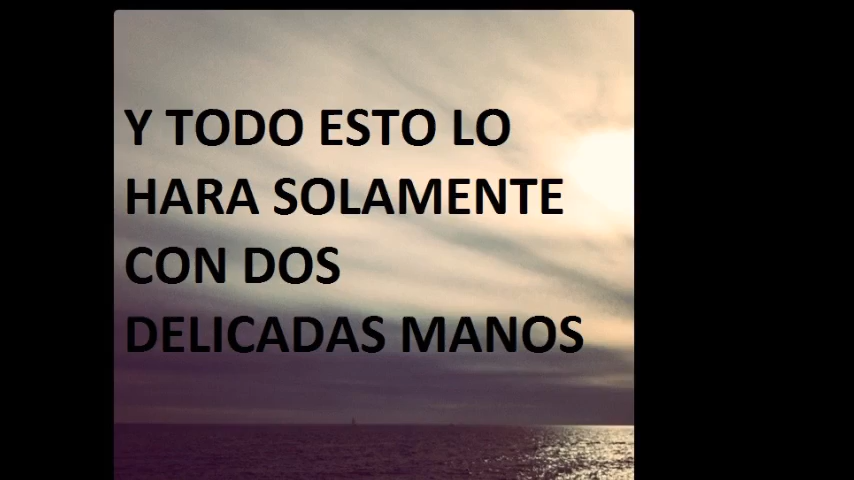 Y TODO ESTO LO
HARA SOLAMENTE
CON DOS
DELICADAS MANOS